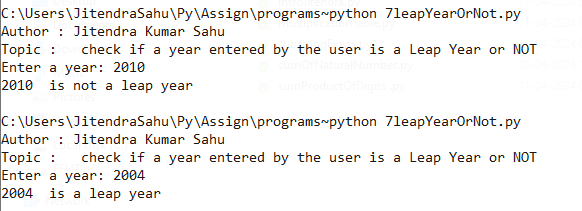 C:\Users\JitendraSahu\Py\Assign\programs~python 7leapYearOrNot.py
Author : Jitendra Kumar Sahu
Topic :   check if a year entered by the user is a Leap Year or NOT
Enter a year: 2010
2010  is not a leap year
C:\Users\JitendraSahu\Py\Assign\programs~python 7leapYearOrNot.py
Author : Jitendra Kumar Sahu
Topic :   check if a year entered by the user is a Leap Year or NOT
Enter a year: 2004
2004  is a leap year